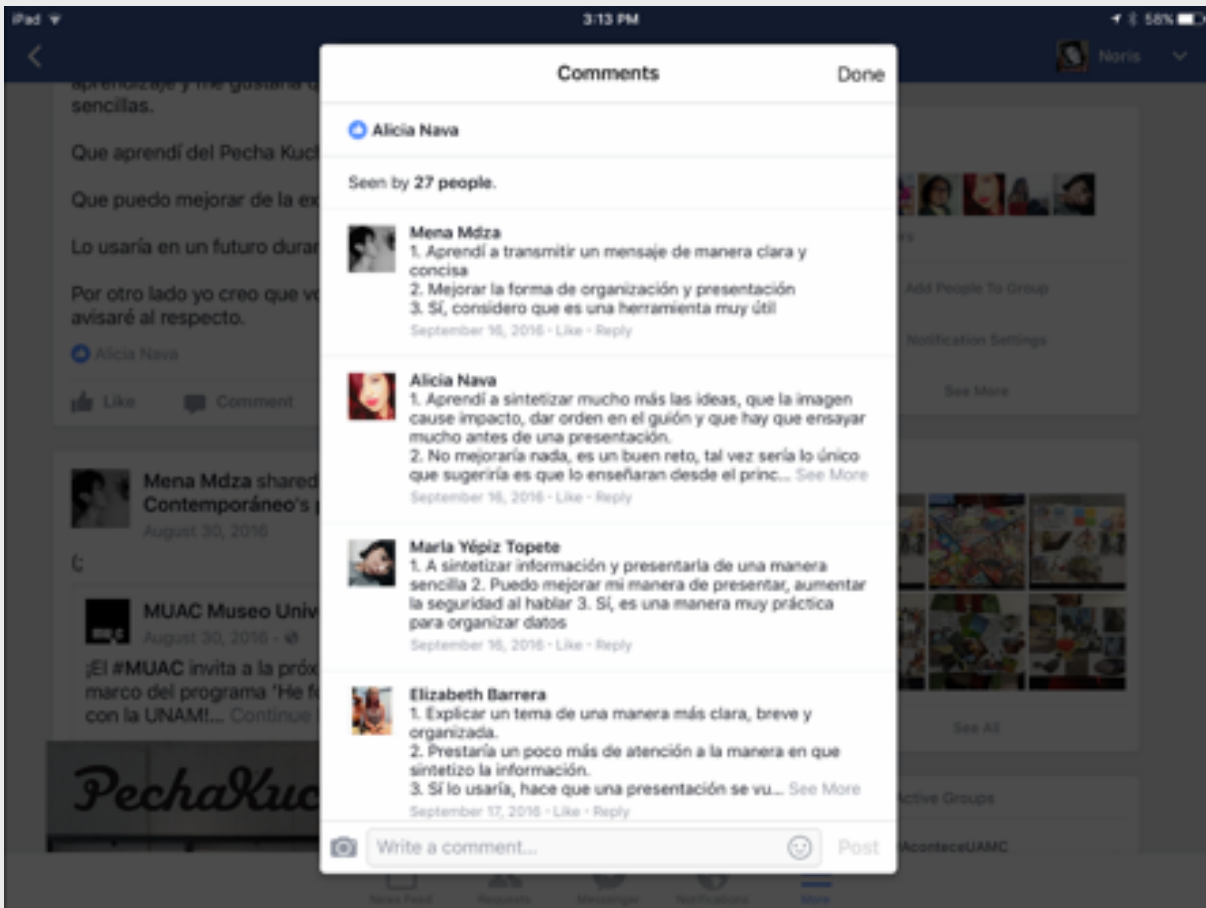 iPad
3:13 PM
58%
Noris
Comments
Done
aprendizaje y me gustaría q
sencillas.
Que aprendí del Pecha Kuch
Que puedo mejorar de la ex
Lo usaría en un futuro durar
Por otro lado yo creo que vo
avisaré al respecto.
Alicia Nava
Like
Comment
Mena Mdza shared
Contemporáneo's p
August 30, 2016
(;
MUAC Museo Univ
August 30, 2016
¡El #MUAC invita a la próx
marco del programa 'He fo
con la UNAM!... Continue
PechaKuc
Alicia Nava
Seen by 27 people.
Mena Mdza
1. Aprendí a transmitir un mensaje de manera clara y
concisa
2. Mejorar la forma de organización y presentación
3. Sí, considero que es una herramienta muy útil
September 16, 2016 · Like · Reply
Alicia Nava
1. Aprendí a sintetizar mucho más las ideas, que la imagen
cause impacto, dar orden en el guión y que hay que ensayar
mucho antes de una presentación.
2. No mejoraría nada, es un buen reto, tal vez sería lo único
que sugeriría es que lo enseñaran desde el princ... See More
September 16, 2016 · Like · Reply
Marla Yépiz Topete
1. A sintetizar información y presentarla de una manera
sencilla 2. Puedo mejorar mi manera de presentar, aumentar
la seguridad al hablar 3. Sí, es una manera muy práctica
para organizar datos
September 16, 2016 · Like · Reply
Elizabeth Barrera
1. Explicar un tema de una manera más clara, breve y
organizada.
2. Prestaría un poco más de atención a la manera en que
sintetizo la información.
3. Sí lo usaría, hace que una presentación se vu... See More
September 17, 2016 · Like · Reply
Write a comment...
Post
Add People To Group
Notification Settings
See More
See All
Active Groups
#AconteceUAMC
News Feed
Requests
Messenger
Notifications
More